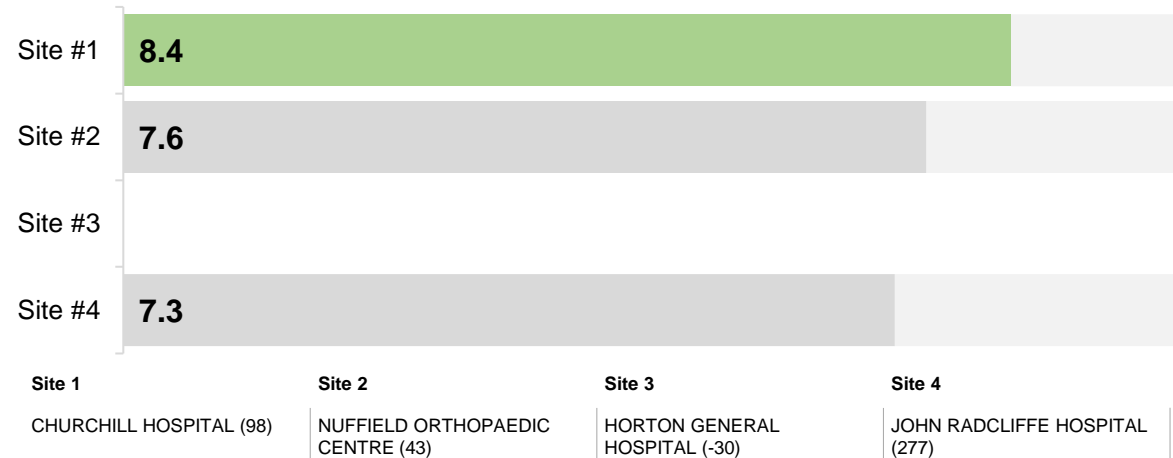 Site #1
8.4
Site #2
7.6
Site #3
Site #4
7.3
Site 1
Site 2
Site 3
Site 4
CHURCHILL HOSPITAL (98)
NUFFIELD ORTHOPAEDIC
CENTRE (43)
HORTON GENERAL
HOSPITAL (-30)
JOHN RADCLIFFE HOSPITAL
(277)